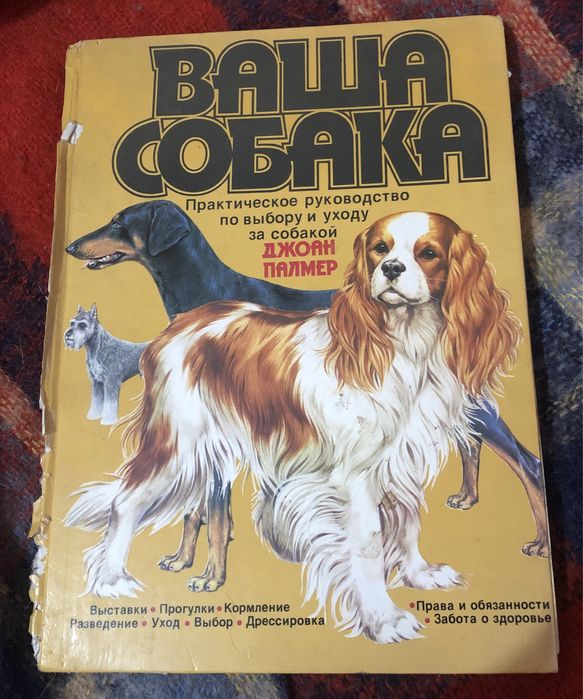 ВАША
СОБАКА
Практическое руководство
по выбору и уходу
за собакой
ДЖОАН
ПАЛМЕР
Выставки • Прогулки • Кормление
Разведение • Уход • Выбор • Дрессировка
• Права и обязанности
• Забота о здоровье